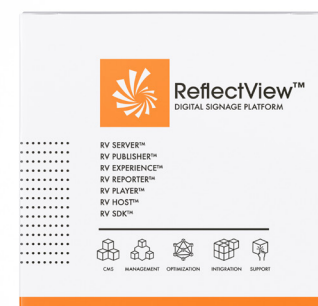 ReflectView™
DIGITAL SIGNAGE PLATFORM
RV SERVER™
RV PUBLISHER™
RV EXPERIENCE™
RV REPORTER™
RV PLAYER™
RV HOST™
RV SDK™
CMS MANAGEMENT OPTIMIZATION INTIGRATION SUPPORT